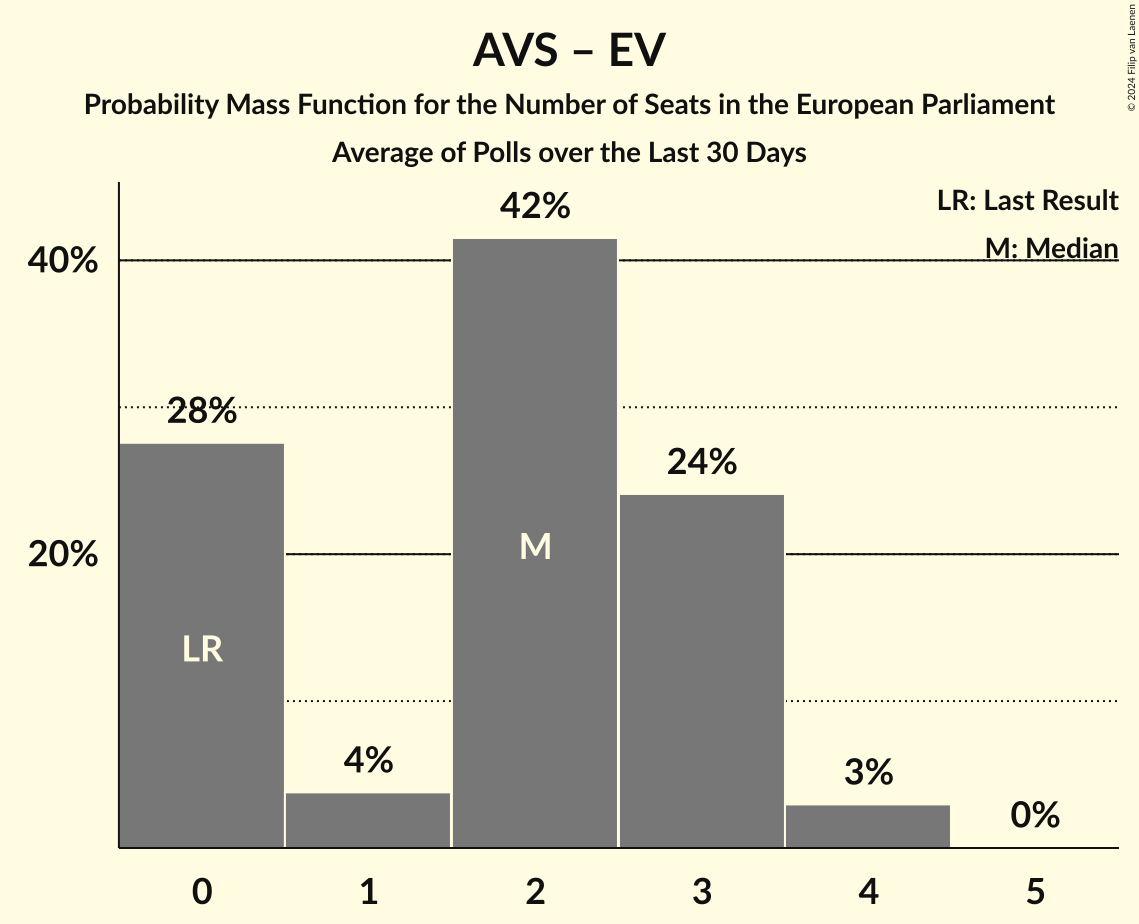 AVS – EV
Probability Mass Function for the Number of Seats in the European Parliament
Average of Polls over the Last 30 Days
© 2024 Filip van Laenen
LR: Last Result
M: Median
42%
40%
28%
24%
M
20%
LR
4%
3%
0%
0 1 2 3 4 5